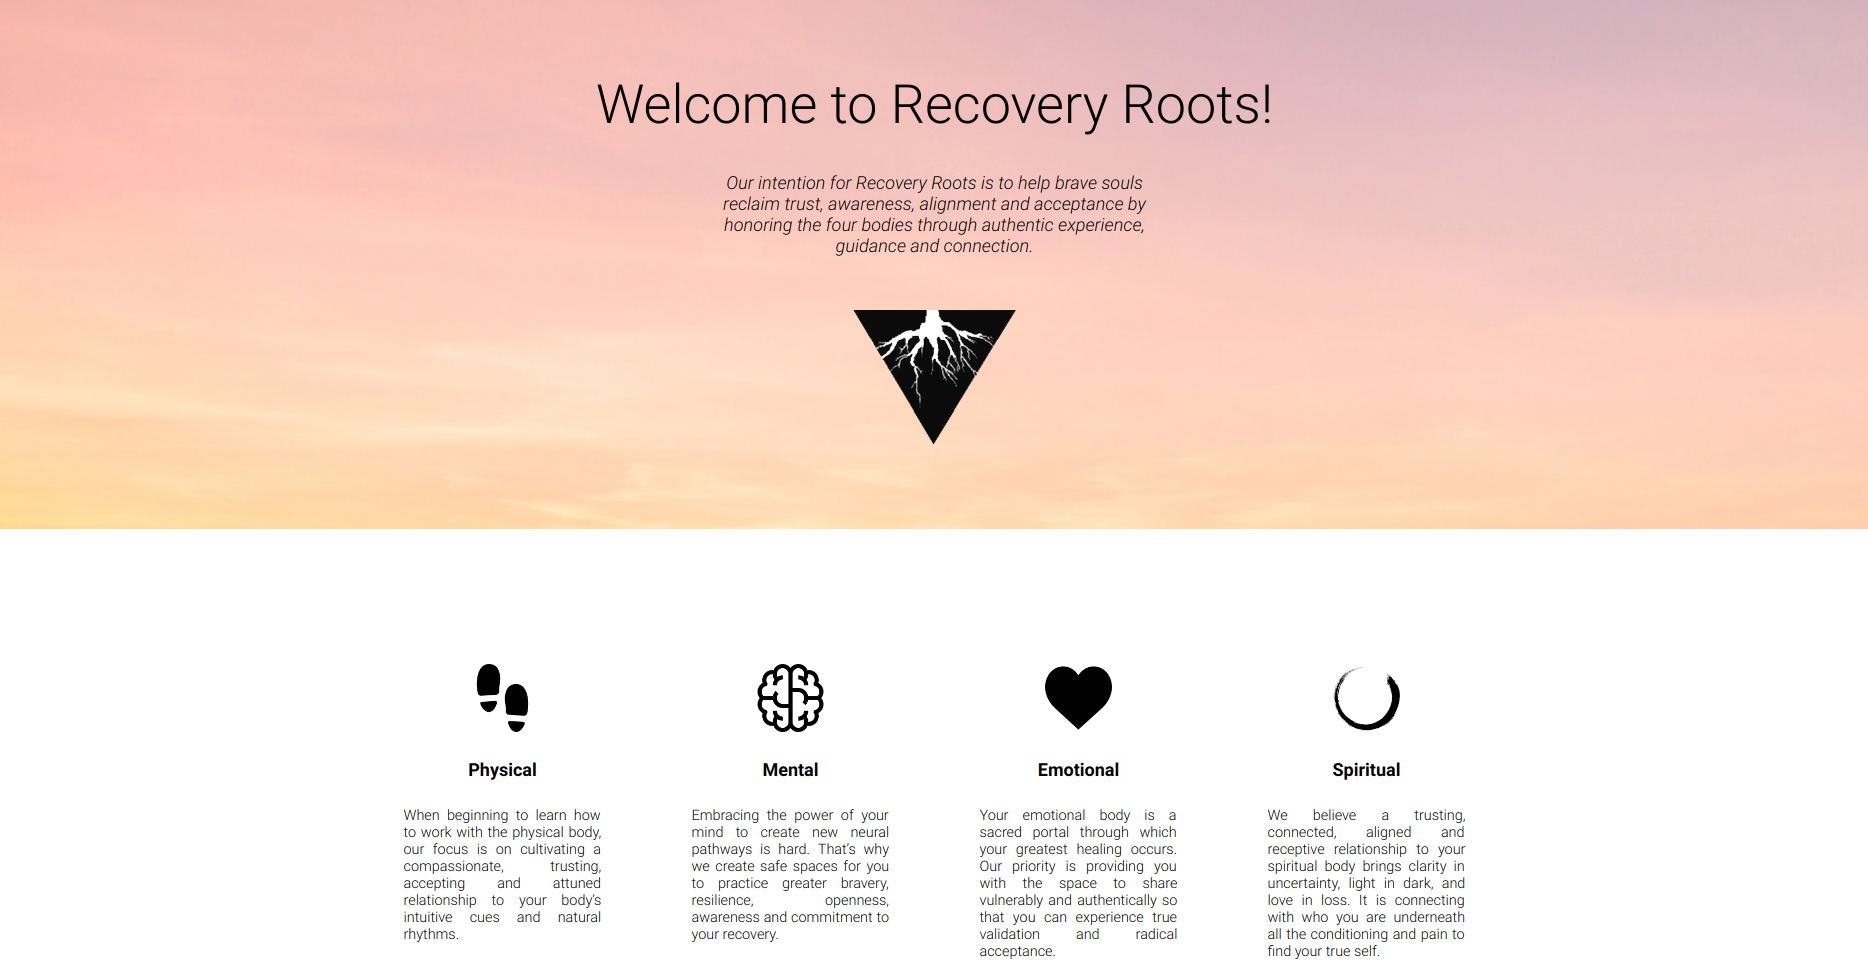 Welcome to Recovery Roots!
Our intention for Recovery Roots is to help brave souls
reclaim trust, awareness, alignment and acceptance by
honoring the four bodies through authentic experience,
guidance and connection.
Physical
When beginning to learn how
to work with the physical body,
our focus is on cultivating a
compassionate, trusting,
accepting and attuned
relationship to your body's
intuitive cues and natural
rhythms.
Mental
Embracing the power of your
mind to create new neural
pathways is hard. That's why
we create safe spaces for you
to practice greater bravery,
resilience, openness,
awareness and commitment to
your recovery.
Emotional
Your emotional body is a
sacred portal through which
your greatest healing occurs.
Our priority is providing you
with the space to share
vulnerably and authentically so
that you can experience true
validation and radical
acceptance.
Spiritual
We believe a trusting,
connected, aligned and
receptive relationship to your
spiritual body brings clarity in
uncertainty, light in dark, and
love in loss. It is connecting
with who you are underneath
all the conditioning and pain to
find your true self.